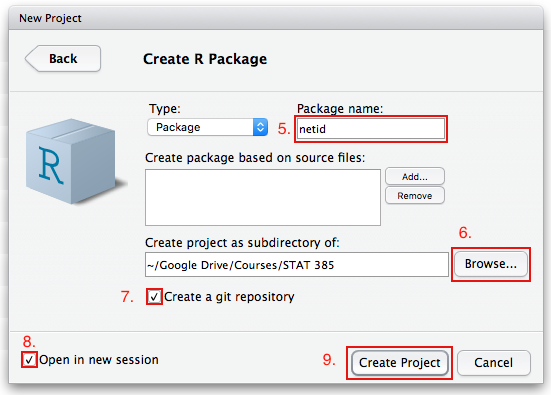 New Project
Back
Create R Package
Type:
Package
Package name:
5.
netid
R
Create package based on source files:
Add...
Remove
Create project as subdirectory of:
6.
~/Google Drive/Courses/STAT 385
Browse...
7.
Create a git repository
8.
Open in new session
9.
Create Project
Cancel